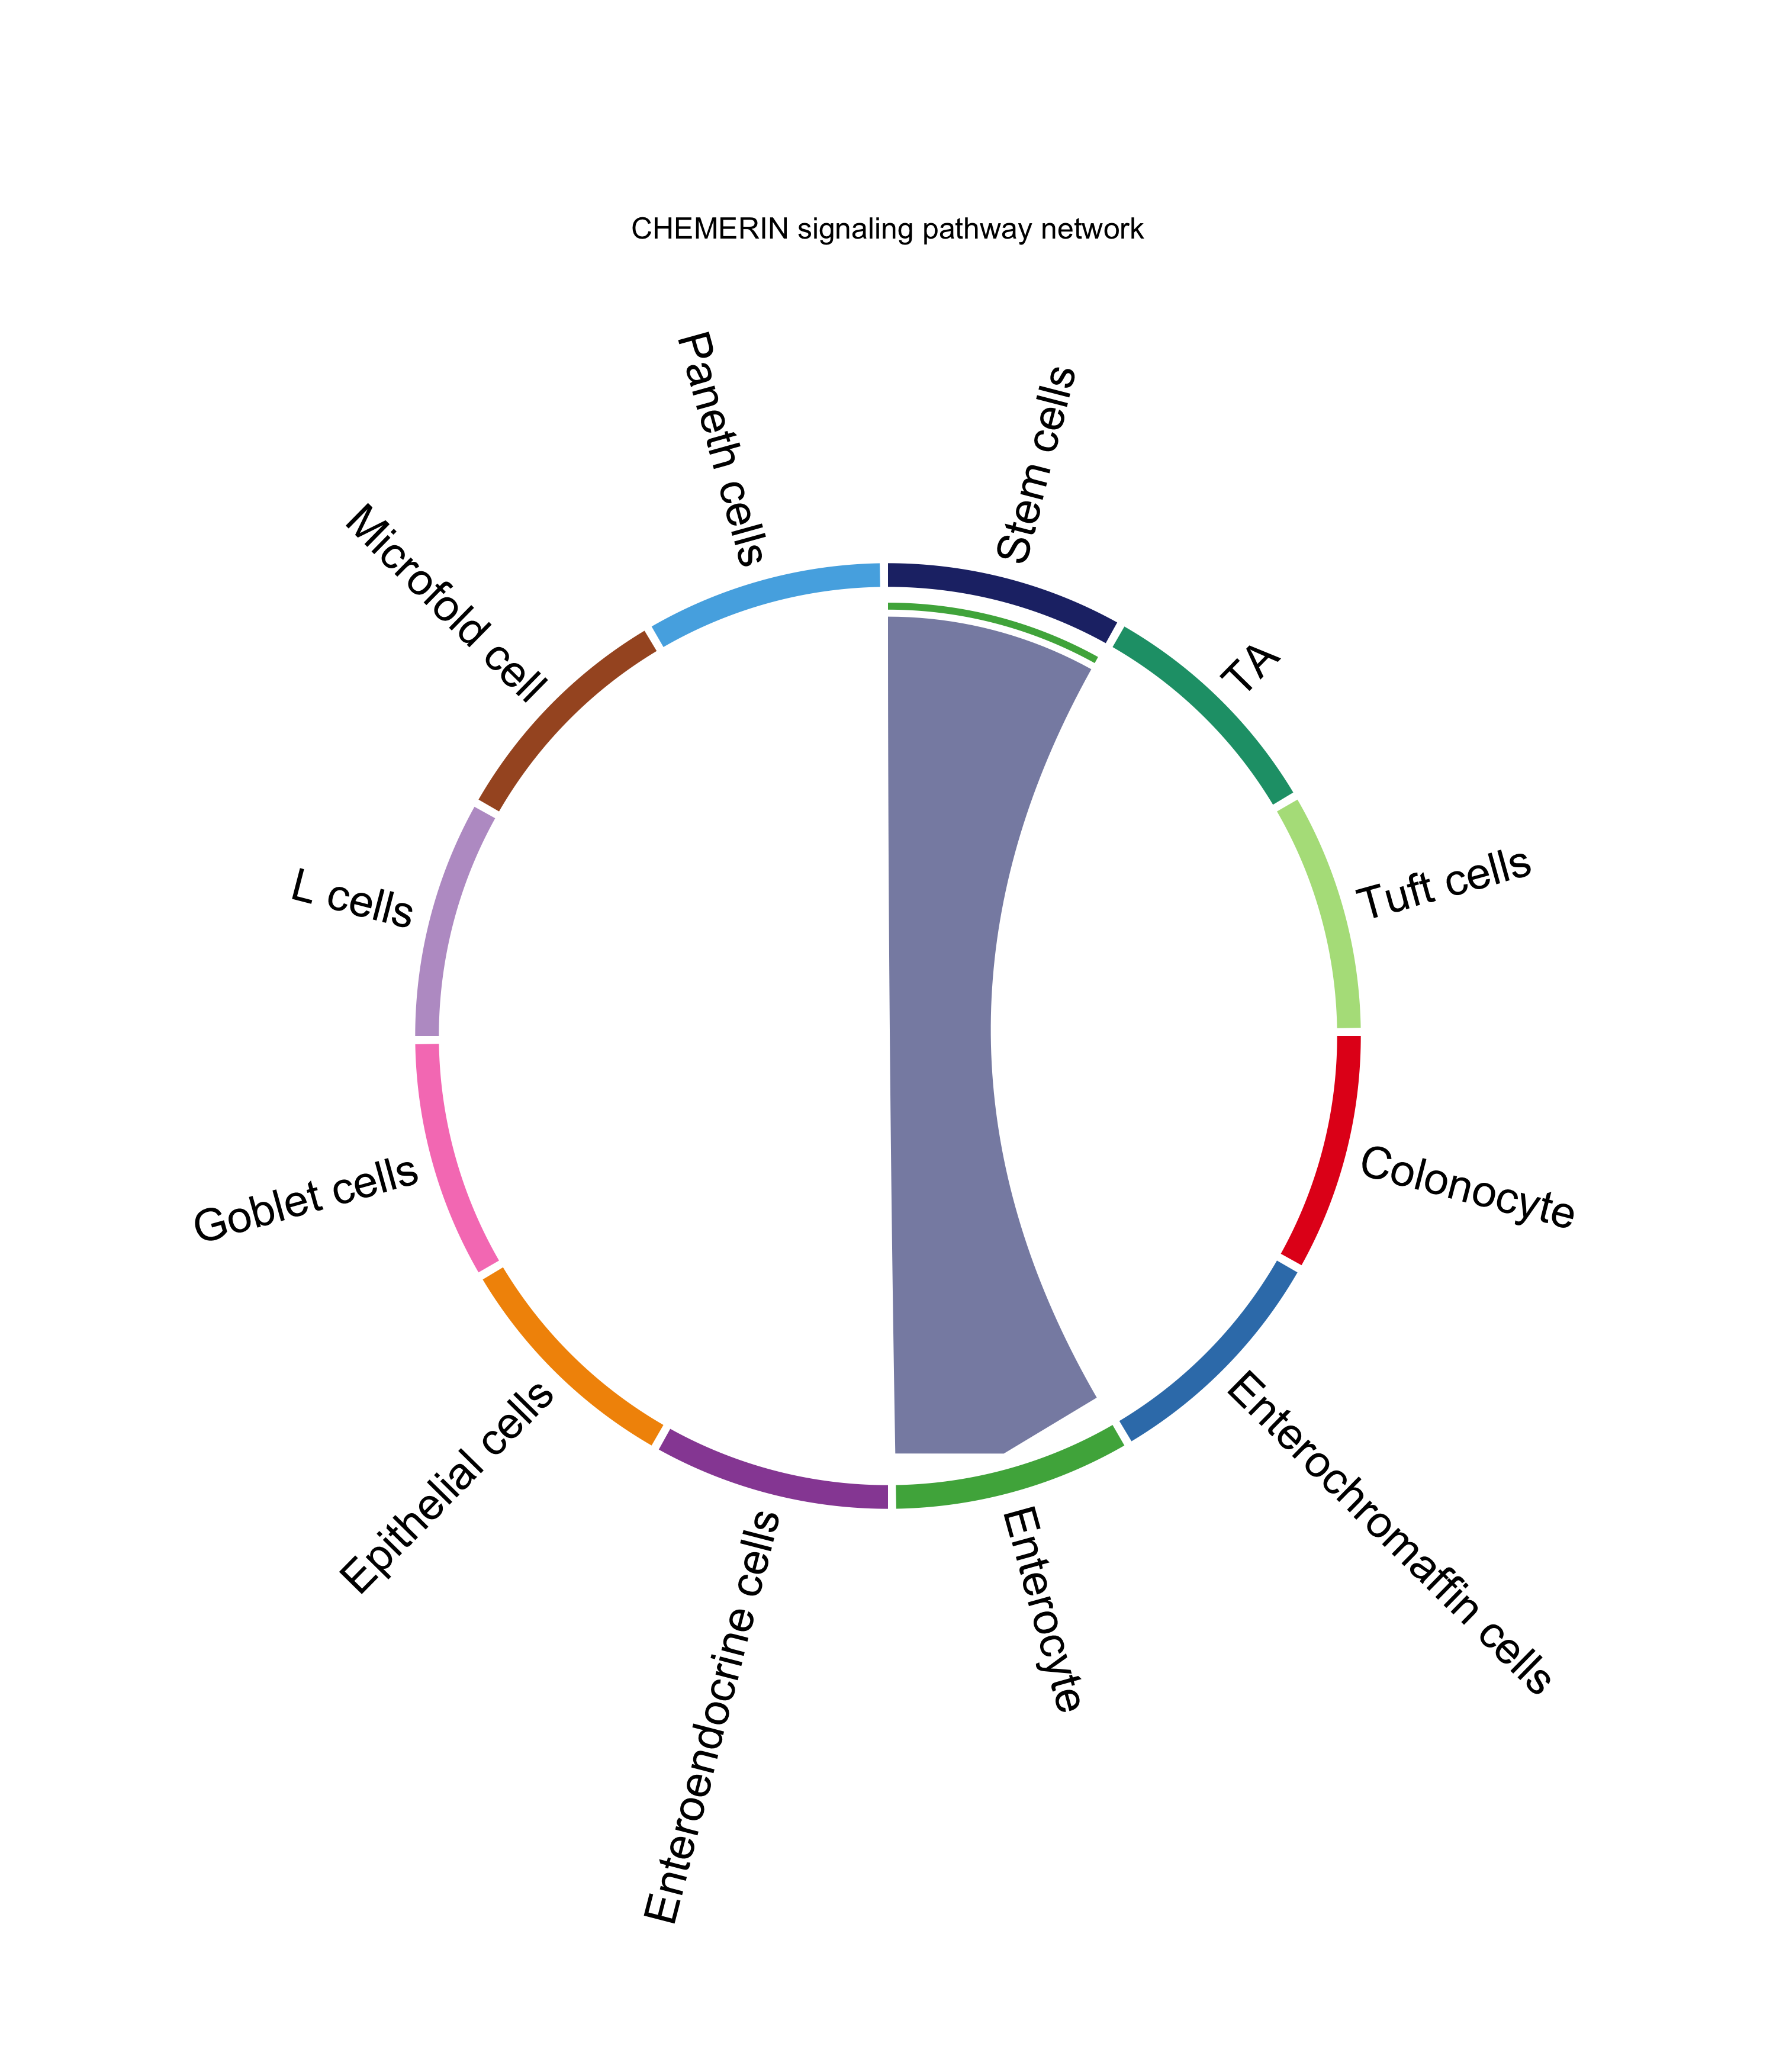 CHEMERIN signaling pathway network
Stem cells
TA
Tuft cells
Colonocyte
Enterochromaffin cells
Enterocyte
Enteroendocrine cells
Epithelial cells
Goblet cells
L cells
Microfold cell
Paneth cells